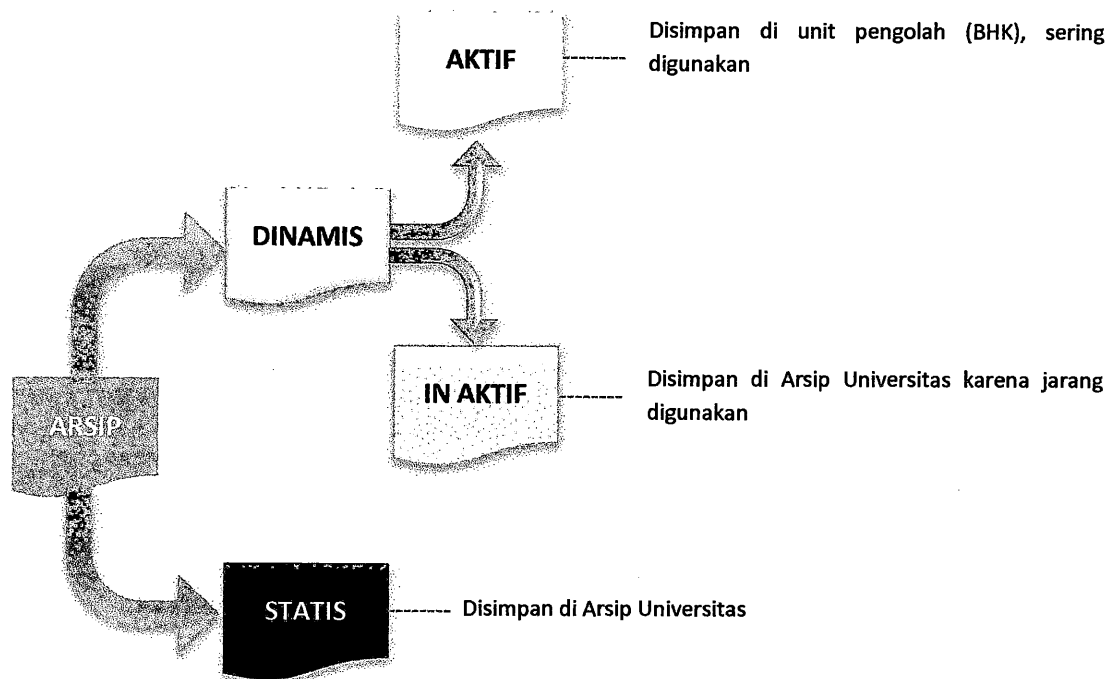 AKTIF
Disimpan di unit pengolah (BHK), sering
digunakan
DINAMIS
IN AKTIF
Disimpan di Arsip Universitas karena jarang
digunakan
ARSIP
STATIS
Disimpan di Arsip Universitas